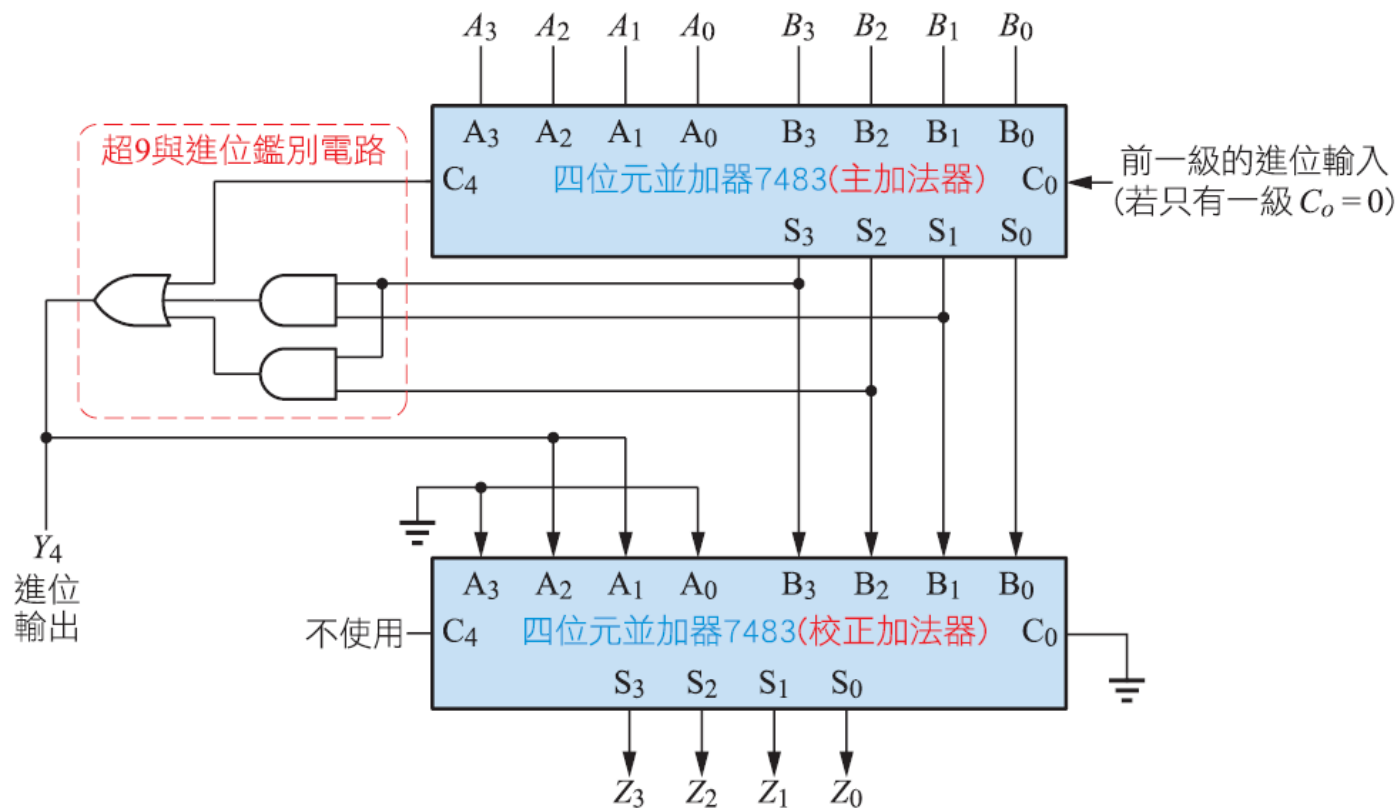 A3 A2 A1 A0 B3 B2 B1 B0
超9與進位鑑別電路
A3 A2 A1 A0 B3 B2 B1 B0
C4 四位元並加器7483(主加法器) C0
前一級的進位輸入
(若只有一級 Co = 0)
S3 S2 S1 S0
Y4
進位
輸出
A3 A2 A1 A0 B3 B2 B1 B0
不使用 C4 四位元並加器7483(校正加法器) C0
S3 S2 S1 S0
Z3 Z2 Z1 Z0